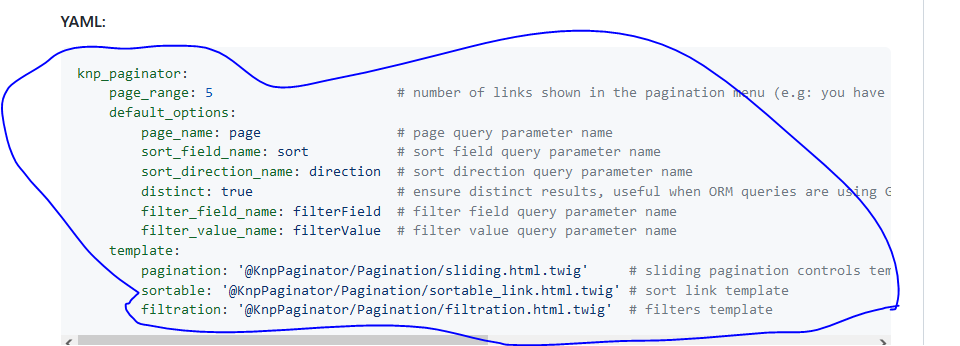 YAML:
knp_paginator:
page_range: 5 # number of links shown in the pagination menu (e.g: you have
default_options:
page_name: page # page query parameter name
sort_field_name: sort # sort field query parameter name
sort_direction_name: direction # sort direction query parameter name
distinct: true # ensure distinct results, useful when ORM queries are using
filter_field_name: filterField # filter field query parameter name
filter_value_name: filterValue # filter value query parameter name
template:
pagination: '@KnpPaginator/Pagination/sliding.html.twig' # sliding pagination controls tem
sortable: '@KnpPaginator/Pagination/sortable_link.html.twig' # sort link template
filtration: '@KnpPaginator/Pagination/filtration.html.twig' # filters template